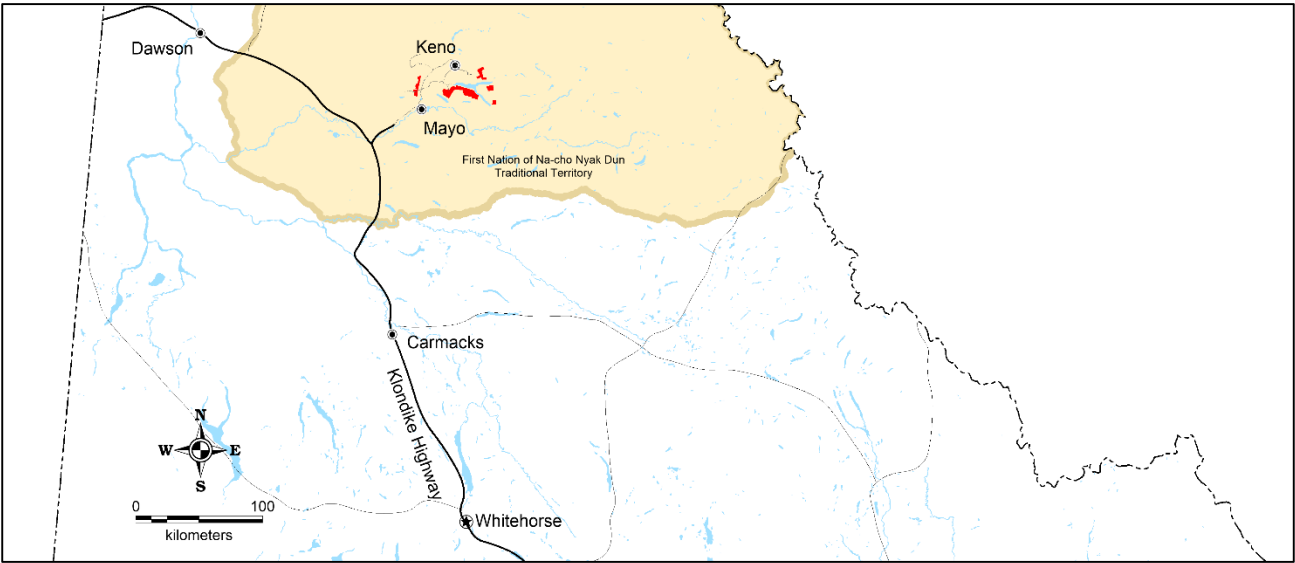 Dawson
Keno
Mayo
First Nation of Na-cho Nyak Dun
Traditional Territory
Carmacks
Klondike Highway
N
W E
S
0 100
kilometers
Whitehorse